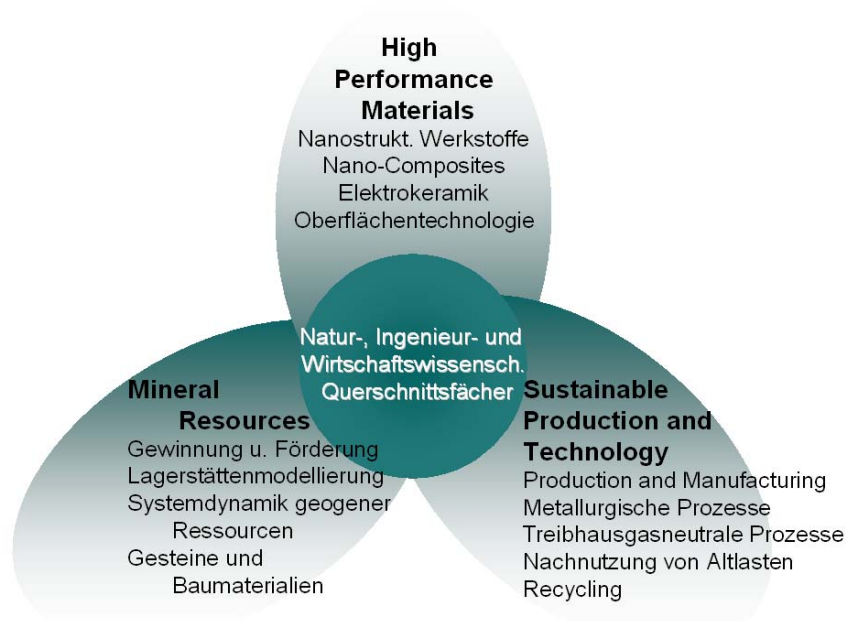 High
Performance
Materials
Nanostrukt. Werkstoffe
Nano-Composites
Elektrokeramik
Oberflächentechnologie
Natur-, Ingenieur- und
Wirtschaftswissensch.
Querschnittsfächer
Mineral
Resources
Gewinnung u. Förderung
Lagerstättenmodellierung
Systemdynamik geogener
Ressourcen
Gesteine und
Baumaterialien
Sustainable
Production and
Technology
Production and Manufacturing
Metallurgische Prozesse
Treibhausgasneutrale Prozesse
Nachnutzung von Altlasten
Recycling